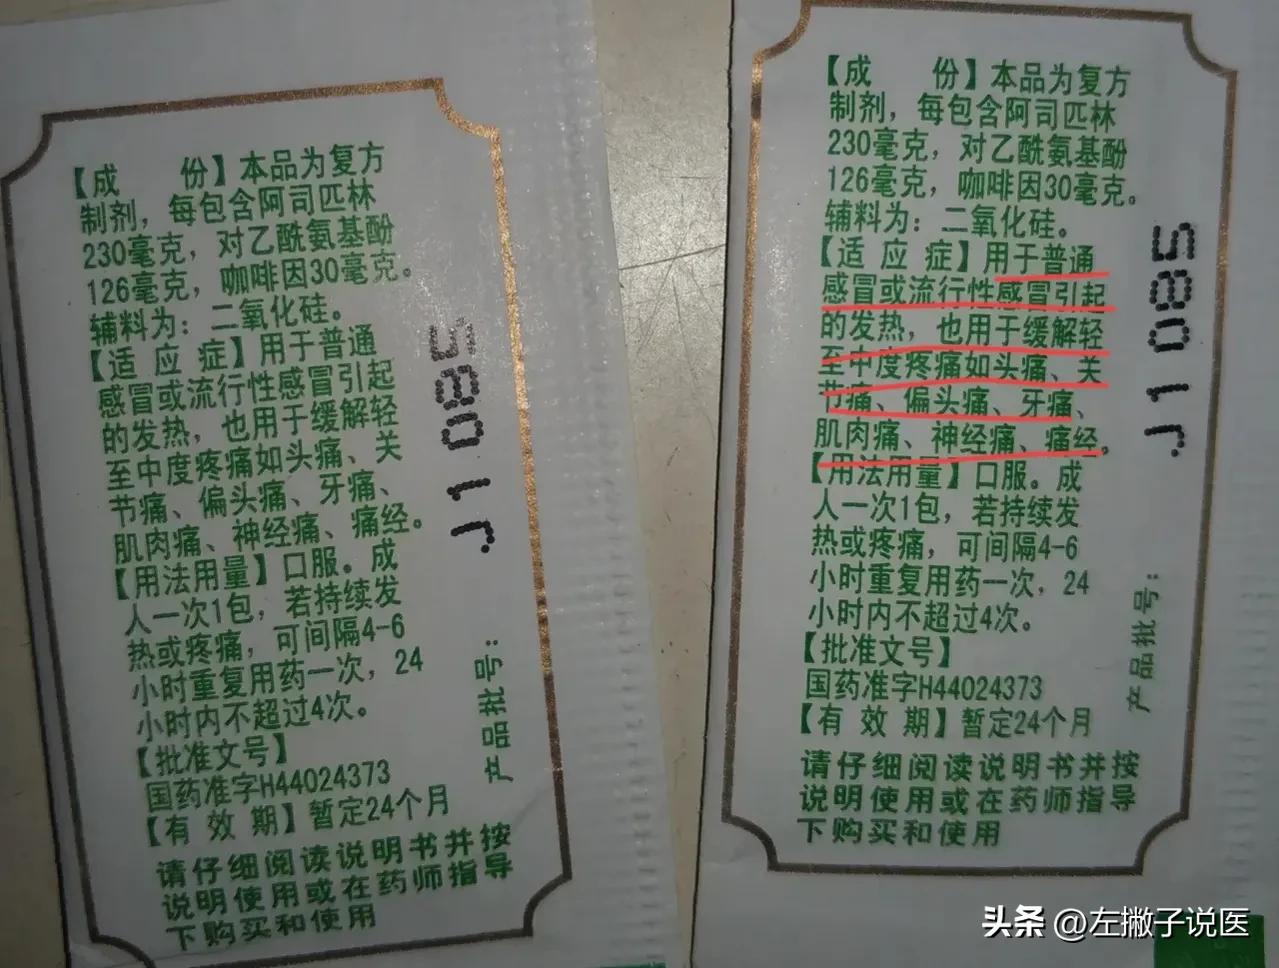 【成 份】本品为复方
制剂，每包含阿司匹林
230毫克，对乙酰氨基酚
126毫克，咖啡因30毫克。
辅料为：二氧化硅。
【适 应 症】用于普通
感冒或流行性感冒引起
的发热，也用于缓解轻
至中度疼痛如头痛、关
节痛、偏头痛、牙痛、
肌肉痛、神经痛、痛经。
【用法用量】口服。成
人一次1包，若持续发
热或疼痛，可间隔4-6
小时重复用药一次，24
小时内不超过4次。
【批准文号】
国药准字H44024373
【有 效 期】暂定24个月
请仔细阅读说明书并按
说明使用或在药师指导
下购买和使用
产品批号：
J1085
【成 份】本品为复方
制剂，每包含阿司匹林
230毫克，对乙酰氨基酚
126毫克，咖啡因30毫克。
辅料为：二氧化硅。
【适 应 症】用于普通
感冒或流行性感冒引起
的发热，也用于缓解轻
至中度疼痛如头痛、关
节痛、偏头痛、牙痛、
肌肉痛、神经痛、痛经。
【用法用量】口服。成
人一次1包，若持续发
热或疼痛，可间隔4-6
小时重复用药一次，24
小时内不超过4次。
【批准文号】
国药准字H44024373
【有 效 期】暂定24个月
请仔细阅读说明书并按
说明使用或在药师指导
下购买和使用
产品批号：
J1085
头条 @左撇子说医